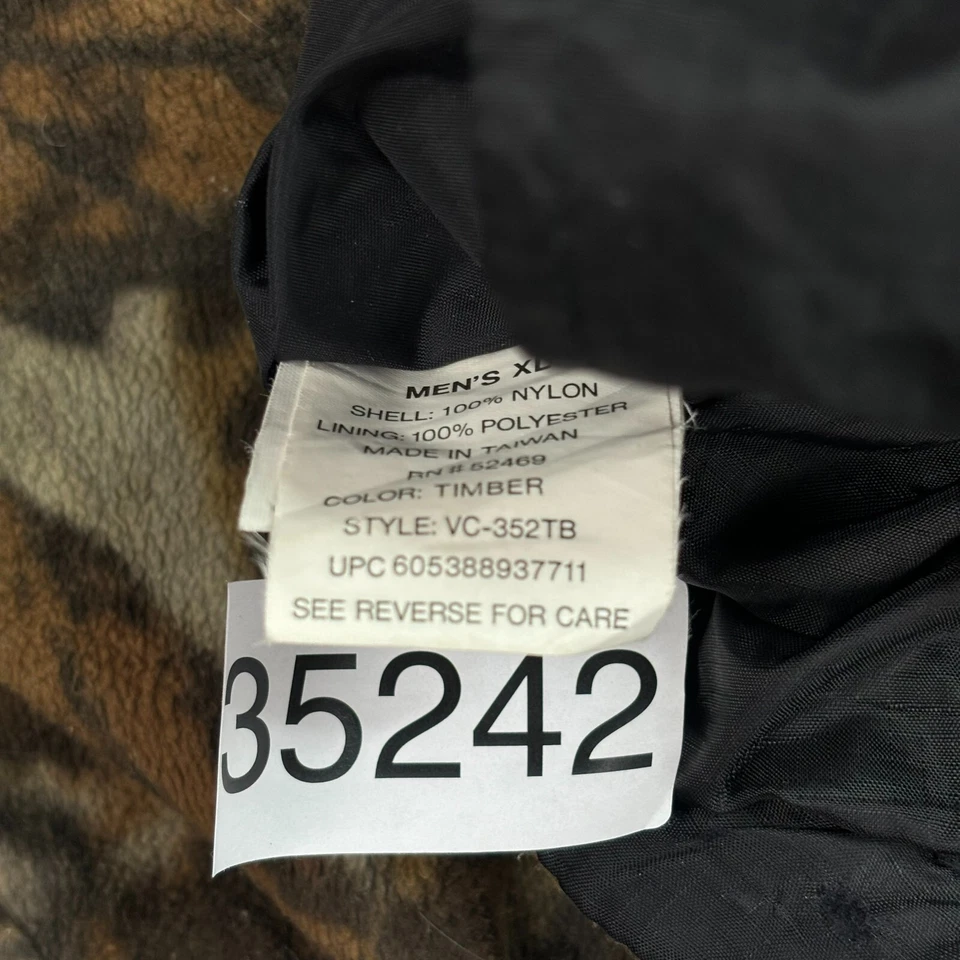 MEN'S XL
SHELL: 100% NYLON
LINING: 100% POLYESTER
MADE IN TAIWAN
RN # 52469
COLOR: TIMBER
STYLE: VC-352TB
UPC 605388937711
SEE REVERSE FOR CARE
35242